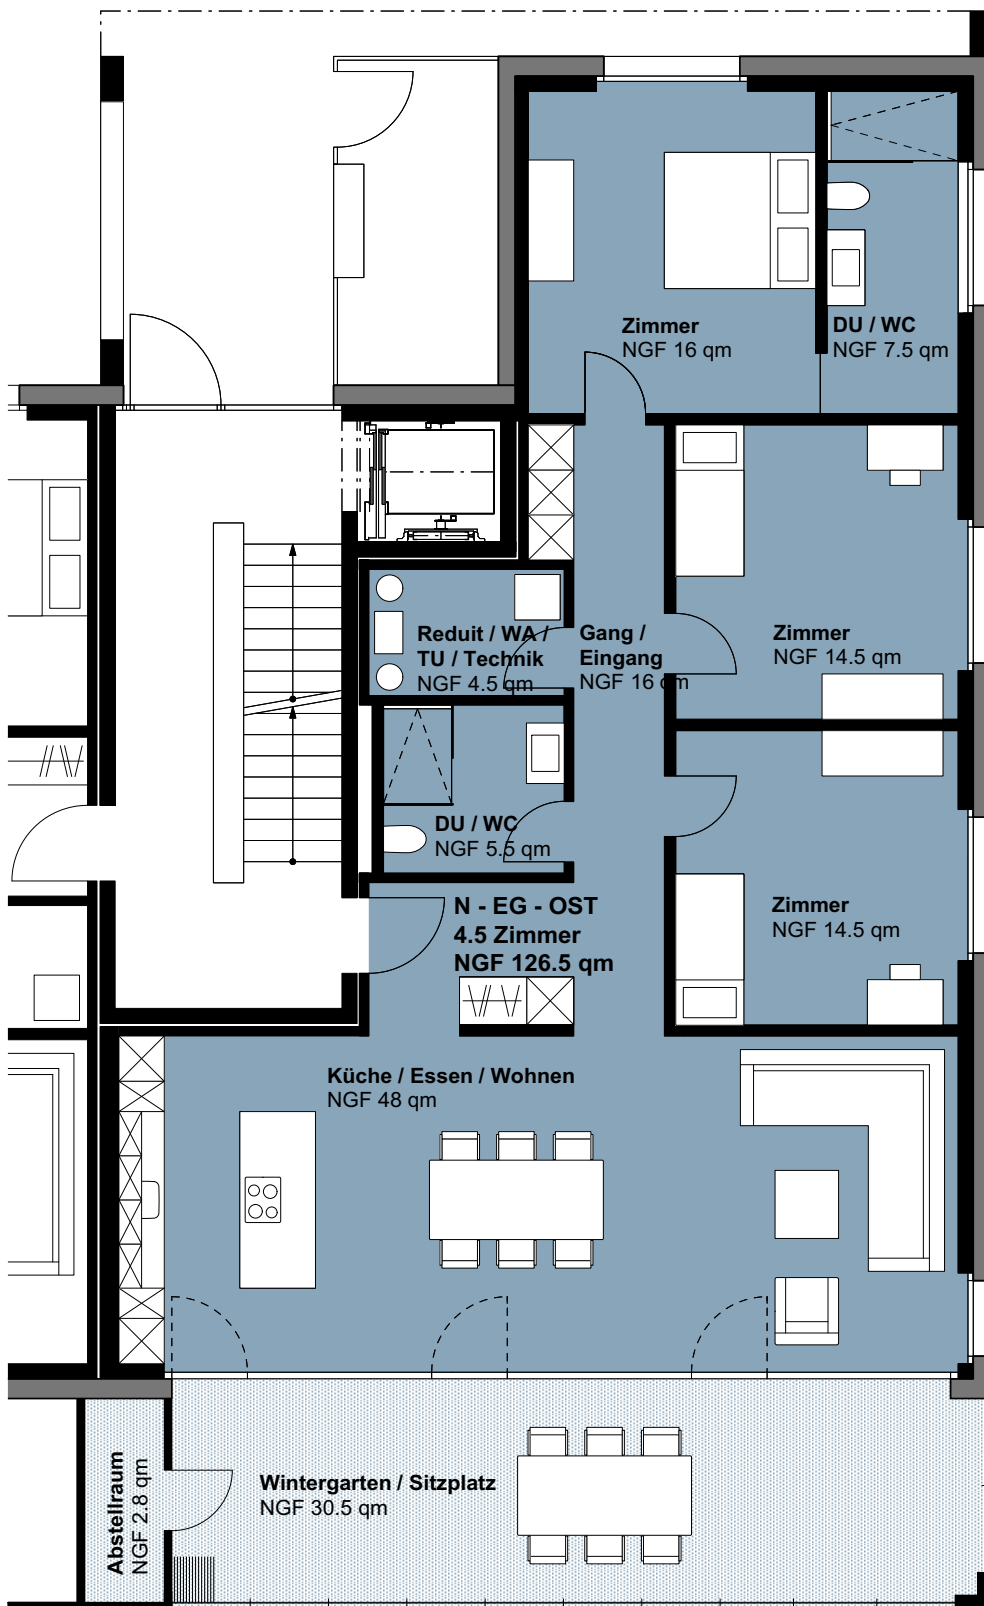 Zimmer
NGF 16 qm
DU / WC
NGF 7.5 qm
Reduit / WA /
TU / Technik
NGF 4.5 qm
Gang /
Eingang
NGF 16 qm
Zimmer
NGF 14.5 qm
DU / WC
NGF 5.5 qm
N - EG - OST
4.5 Zimmer
NGF 126.5 qm
Zimmer
NGF 14.5 qm
Küche / Essen / Wohnen
NGF 48 qm
Abstellraum
NGF 2.8 qm
Wintergarten / Sitzplatz
NGF 30.5 qm